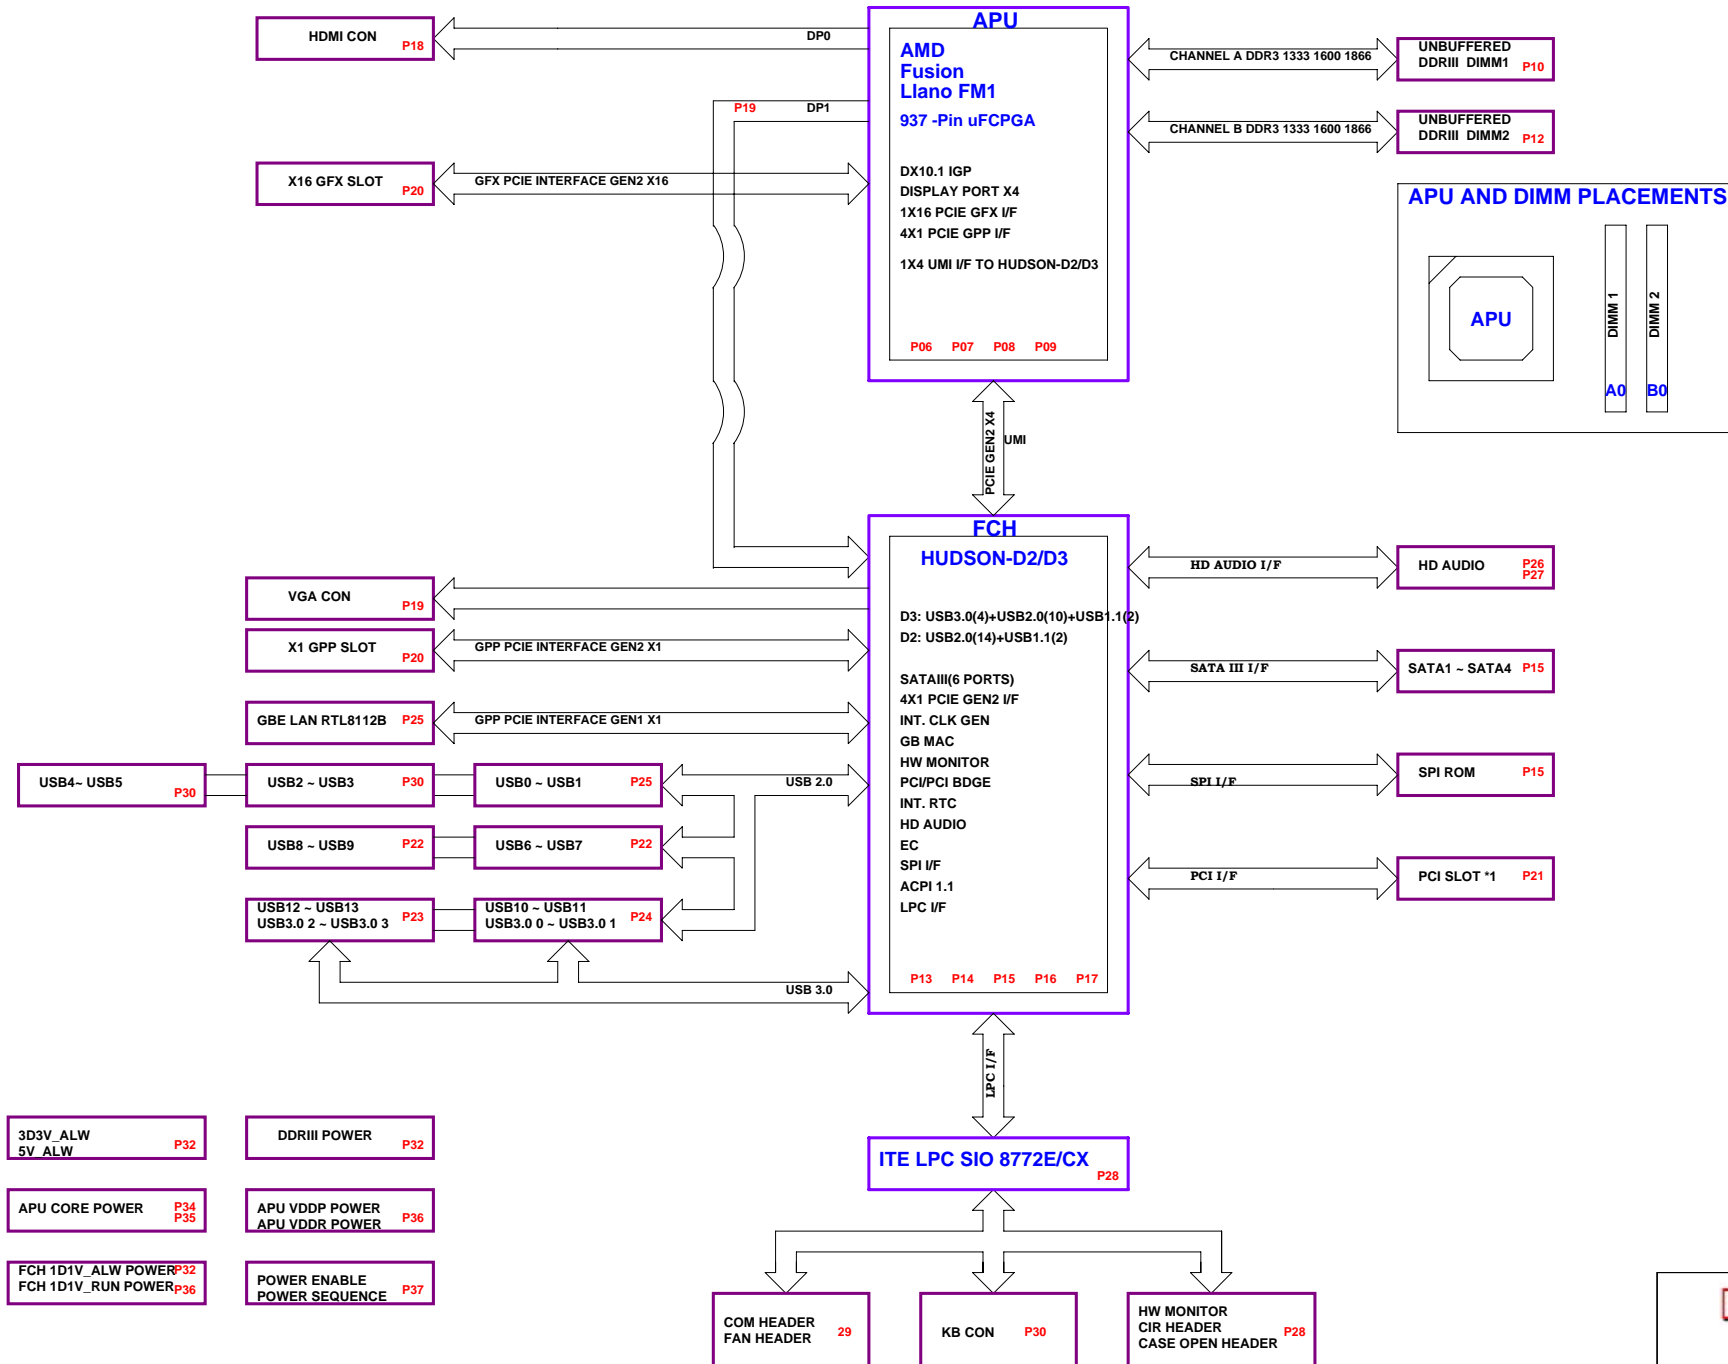 HDMI CON P18
DP0
APU
AMD
Fusion
Llano FM1
937 -Pin uFCPGA
DX10.1 IGP
DISPLAY PORT X4
1X16 PCIE GFX I/F
4X1 PCIE GPP I/F
1X4 UMI I/F TO HUDSON-D2/D3
P06 P07 P08 P09
CHANNEL A DDR3 1333 1600 1866
UNBUFFERED
DDRIII DIMM1 P10
P19 DP1
CHANNEL B DDR3 1333 1600 1866
UNBUFFERED
DDRIII DIMM2 P12
X16 GFX SLOT P20
GFX PCIE INTERFACE GEN2 X16
APU AND DIMM PLACEMENTS
APU
DIMM 1
DIMM 2
A0 B0
PCIE GEN2 X4
UMI
FCH
HUDSON-D2/D3
D3: USB3.0(4)+USB2.0(10)+USB1.1(2)
D2: USB2.0(14)+USB1.1(2)
SATAIII(6 PORTS)
4X1 PCIE GEN2 I/F
INT. CLK GEN
GB MAC
HW MONITOR
PCI/PCI BDGE
INT. RTC
HD AUDIO
EC
SPI I/F
ACPI 1.1
LPC I/F
P13 P14 P15 P16 P17
VGA CON P19
X1 GPP SLOT P20
GPP PCIE INTERFACE GEN2 X1
GBE LAN RTL8112B P25
GPP PCIE INTERFACE GEN1 X1
USB4~ USB5 P30
USB2 ~ USB3 P30
USB0 ~ USB1 P25
USB 2.0
USB8 ~ USB9 P22
USB6 ~ USB7 P22
USB12 ~ USB13
USB3.0 2 ~ USB3.0 3 P23
USB10 ~ USB11
USB3.0 0 ~ USB3.0 1 P24
USB 3.0
HD AUDIO I/F
HD AUDIO P26
P27
SATA III I/F
SATA1 ~ SATA4 P15
SPI I/F
SPI ROM P15
PCI I/F
PCI SLOT *1 P21
LPC I/F
ITE LPC SIO 8772E/CX
P28
3D3V_ALW
5V_ALW P32
DDRIII POWER P32
APU CORE POWER P34
P35
APU VDDP POWER
APU VDDR POWER P36
FCH 1D1V_ALW POWER P32
FCH 1D1V_RUN POWER P36
POWER ENABLE
POWER SEQUENCE P37
COM HEADER
FAN HEADER 29
KB CON P30
HW MONITOR
CIR HEADER P28
CASE OPEN HEADER